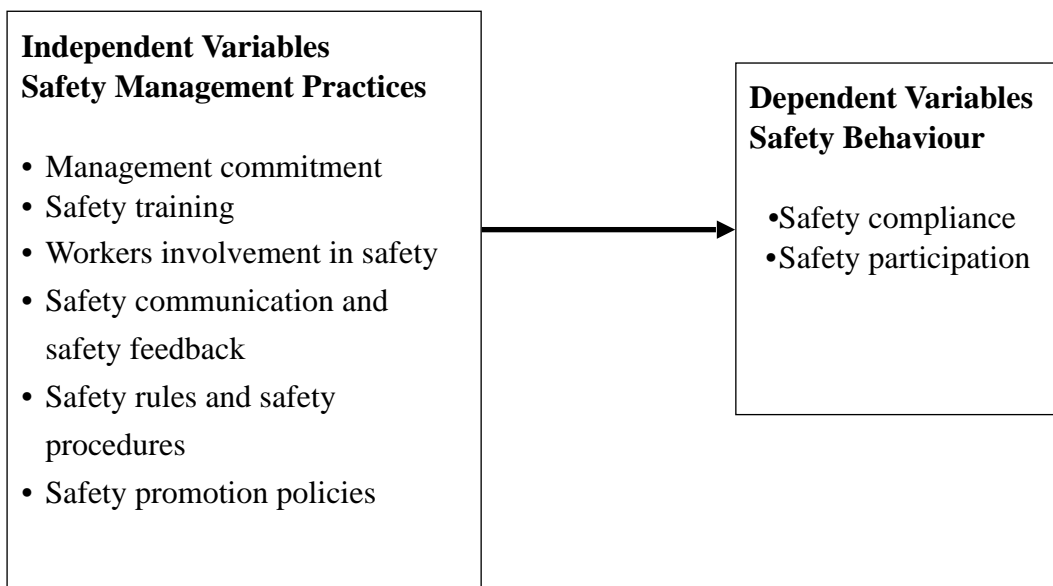 Independent Variables
Safety Management Practices
• Management commitment
• Safety training
• Workers involvement in safety
• Safety communication and
safety feedback
• Safety rules and safety
procedures
• Safety promotion policies
Dependent Variables
Safety Behaviour
•Safety compliance
•Safety participation